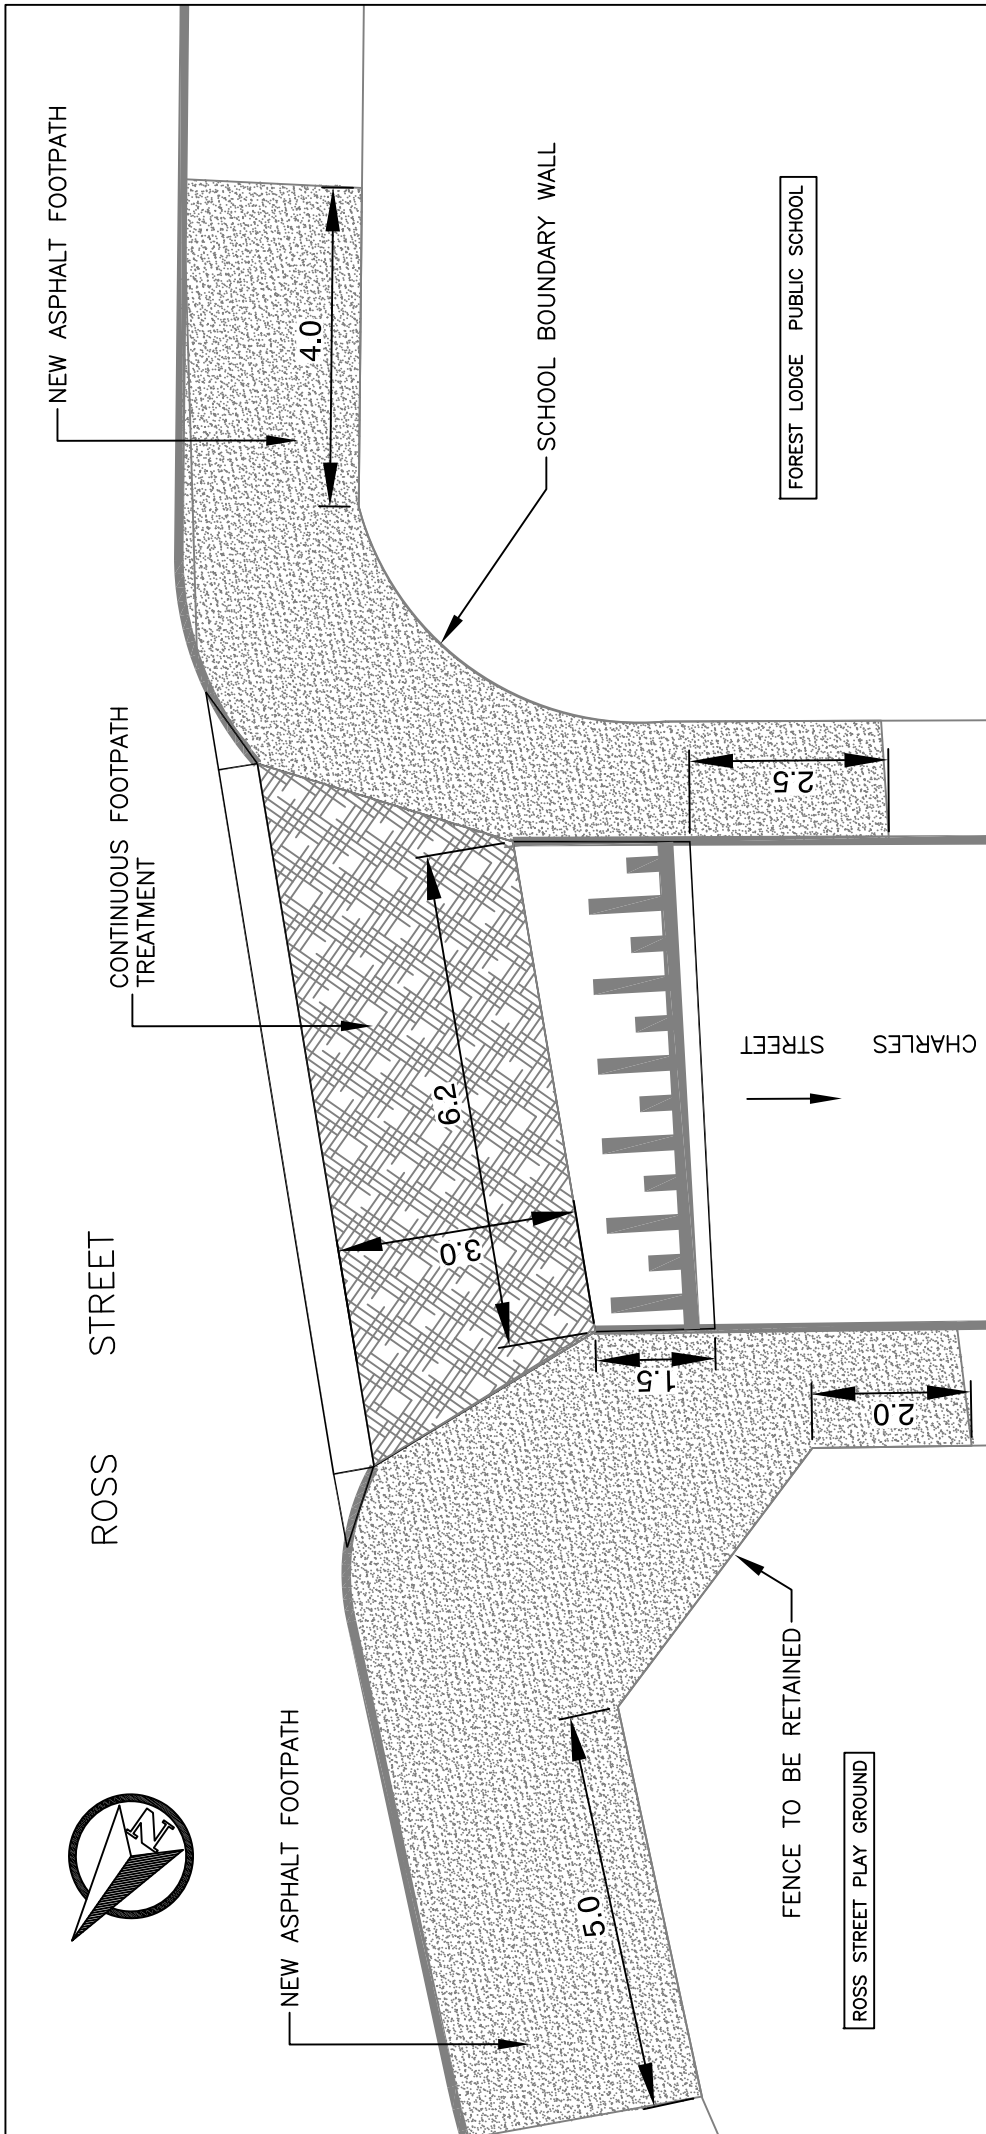 NEW ASPHALT FOOTPATH
4.0
SCHOOL BOUNDARY WALL
FOREST LODGE PUBLIC SCHOOL
CONTINUOUS FOOTPATH
TREATMENT
2.5
6.2
3.0
1.5
2.0
CHARLES
STREET
ROSS STREET
N
NEW ASPHALT FOOTPATH
5.0
FENCE TO BE RETAINED
ROSS STREET PLAY GROUND